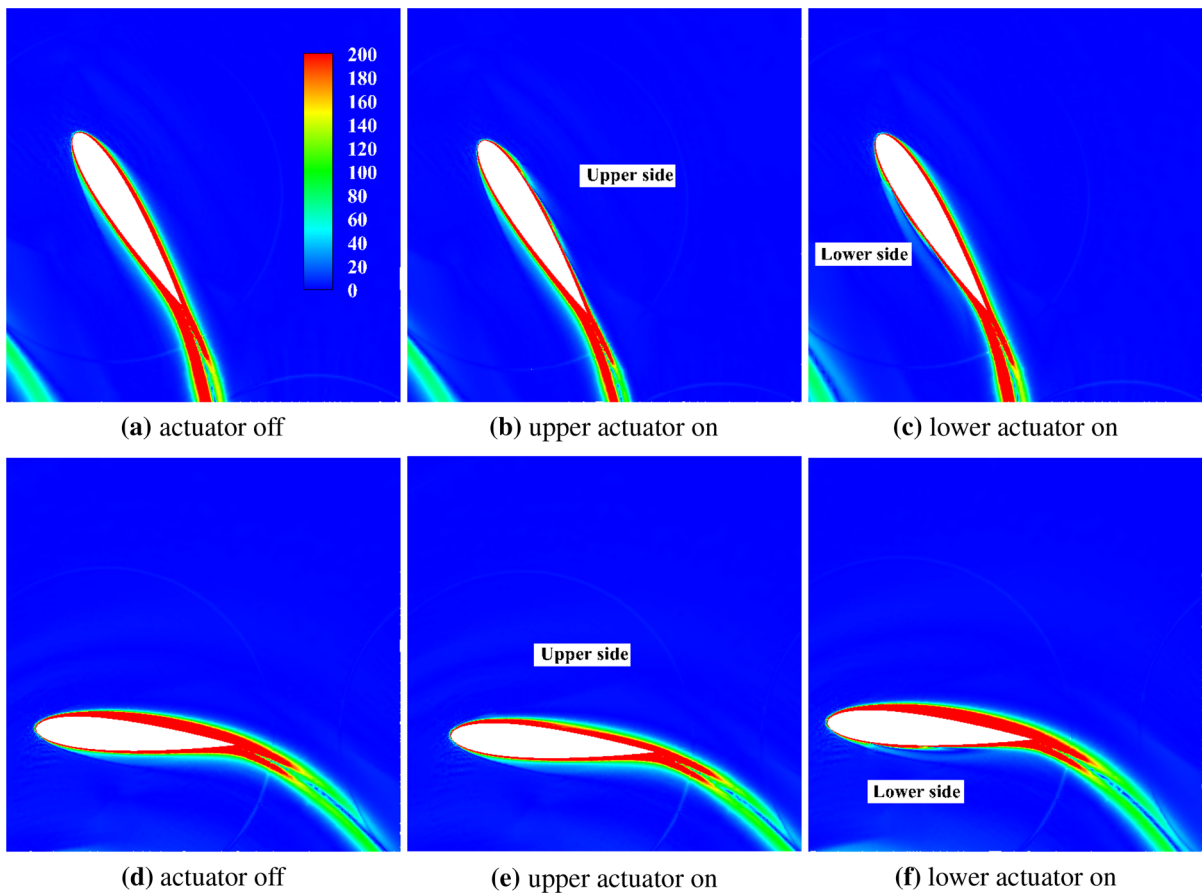 200
180
160
140
120
100
80
60
40
20
0
Upper side
Lower side
(a) actuator off
(b) upper actuator on
(c) lower actuator on
Upper side
Lower side
(d) actuator off
(e) upper actuator on
(f) lower actuator on